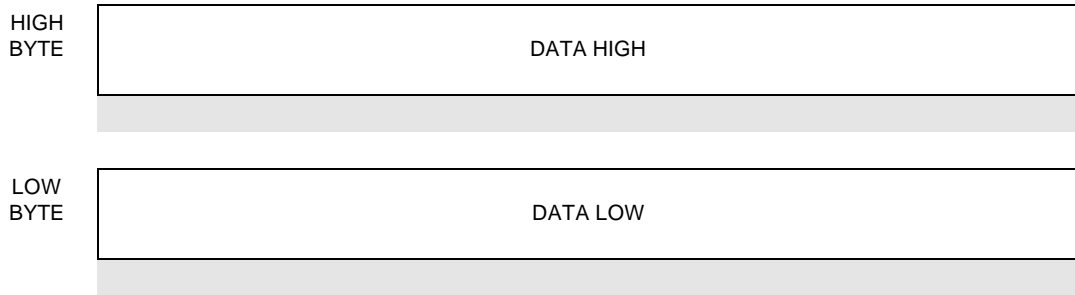 HIGH
BYTE
DATA HIGH
LOW
BYTE
DATA LOW